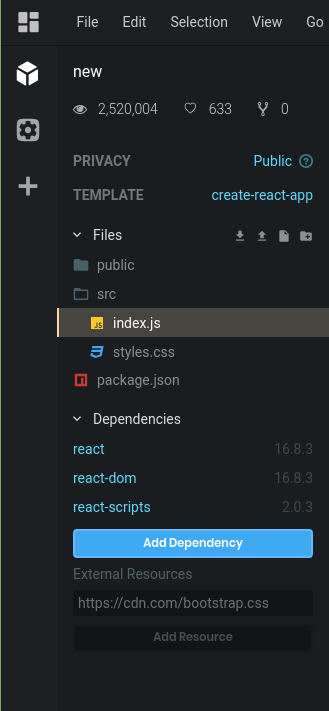 File Edit Selection View Go
new
2,520,004 633 0
PRIVACY Public ?
TEMPLATE create-react-app
Files
public
src
JS index.js
styles.css
package.json
Dependencies
react 16.8.3
react-dom 16.8.3
react-scripts 2.0.3
Add Dependency
External Resources
https://cdn.com/bootstrap.css
Add Resource